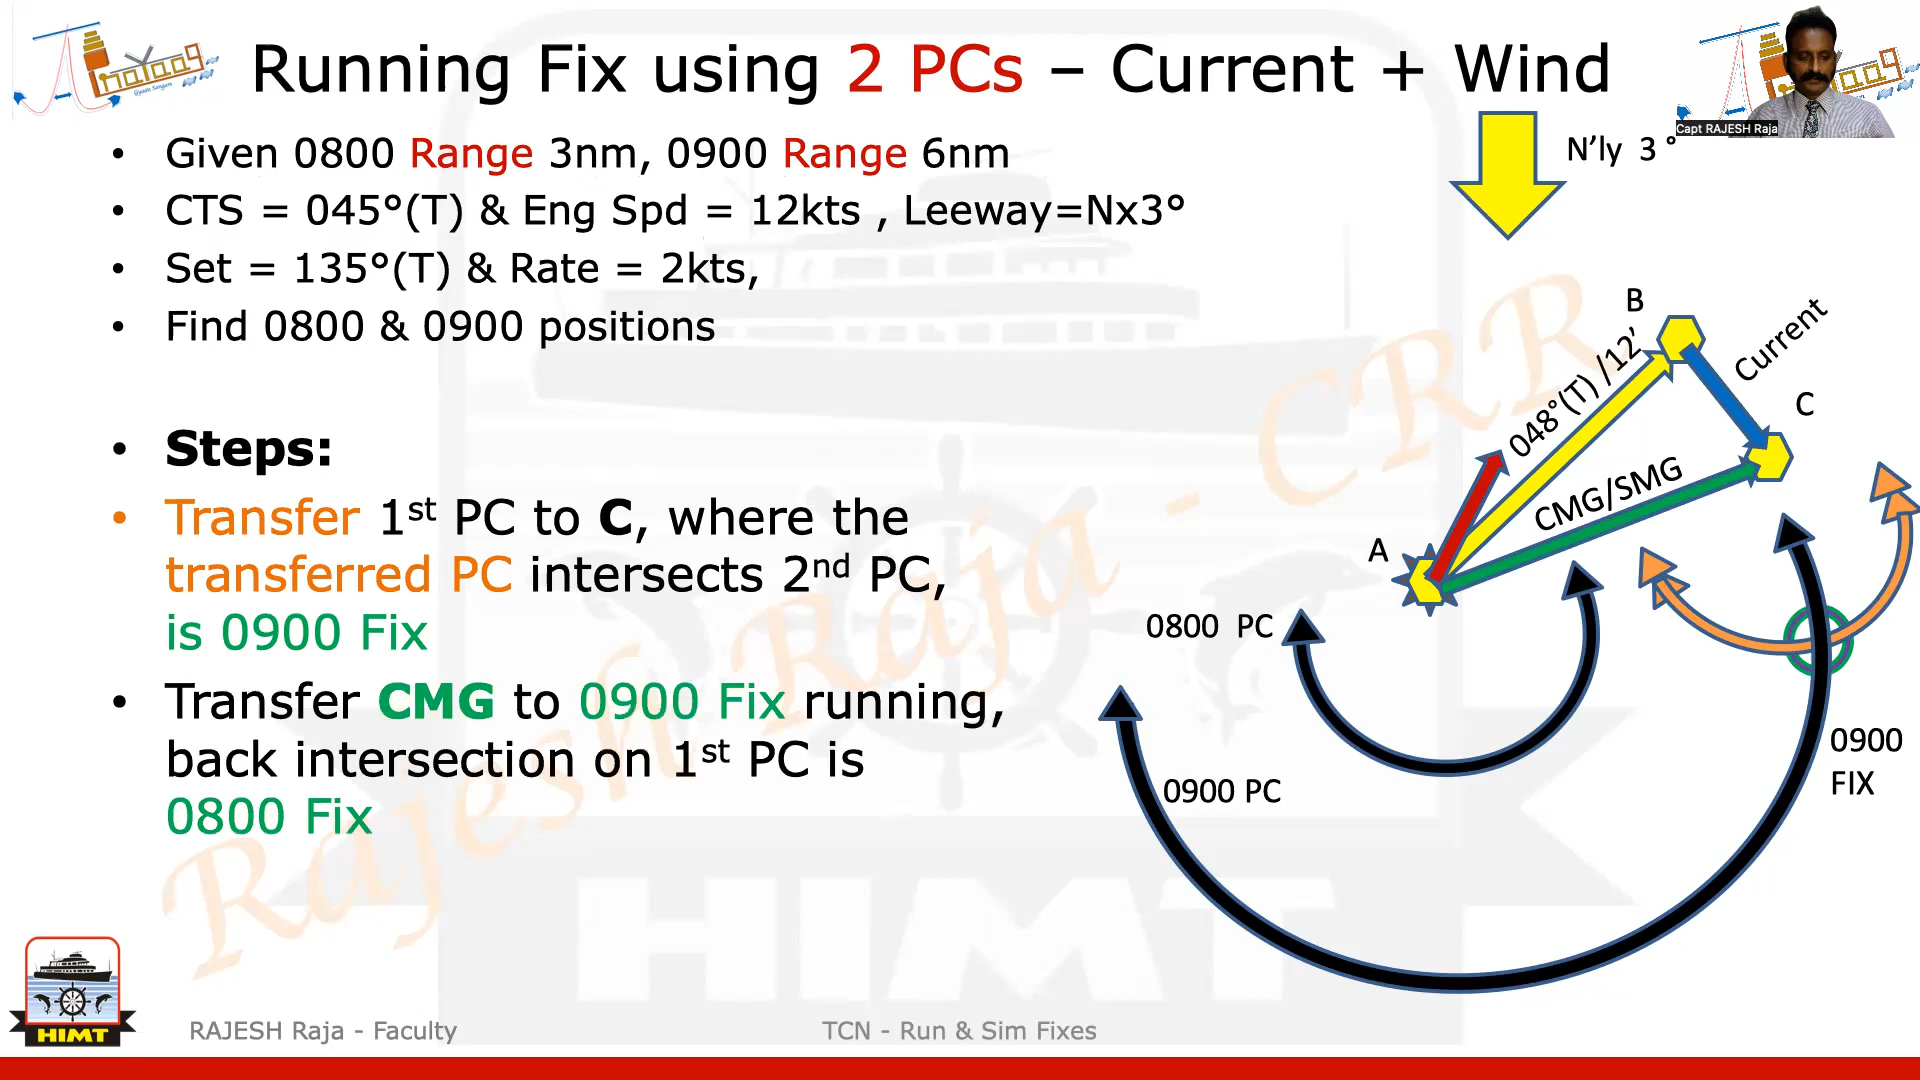 Running Fix using 2 PCs – Current + Wind
Capt RAJESH Raja
N'ly 3 °
• Given 0800 Range 3nm, 0900 Range 6nm
• CTS = 045°(T) & Eng Spd = 12kts , Leeway=Nx3°
• Set = 135°(T) & Rate = 2kts,
• Find 0800 & 0900 positions
• Steps:
• Transfer 1st PC to C, where the
transferred PC intersects 2nd PC,
is 0900 Fix
• Transfer CMG to 0900 Fix running,
back intersection on 1st PC is
0800 Fix
B
Current
048°(T) /12'
C
CMG/SMG
A
0800 PC
0900 PC
0900
FIX
Rajesh Raja - CRR
HIMT
HIMT
RAJESH Raja - Faculty
TCN - Run & Sim Fixes